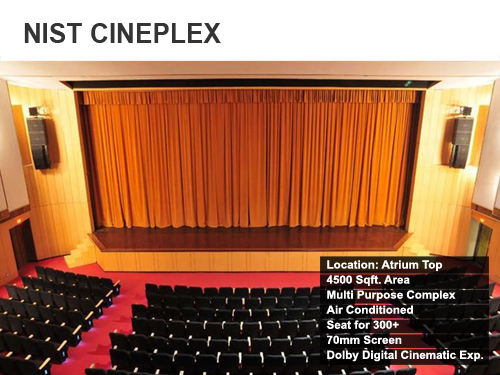 NIST CINEPLEX
Location: Atrium Top
4500 Sqft. Area
Multi Purpose Complex
Air Conditioned
Seat for 300+
70mm Screen
Dolby Digital Cinematic Exp.